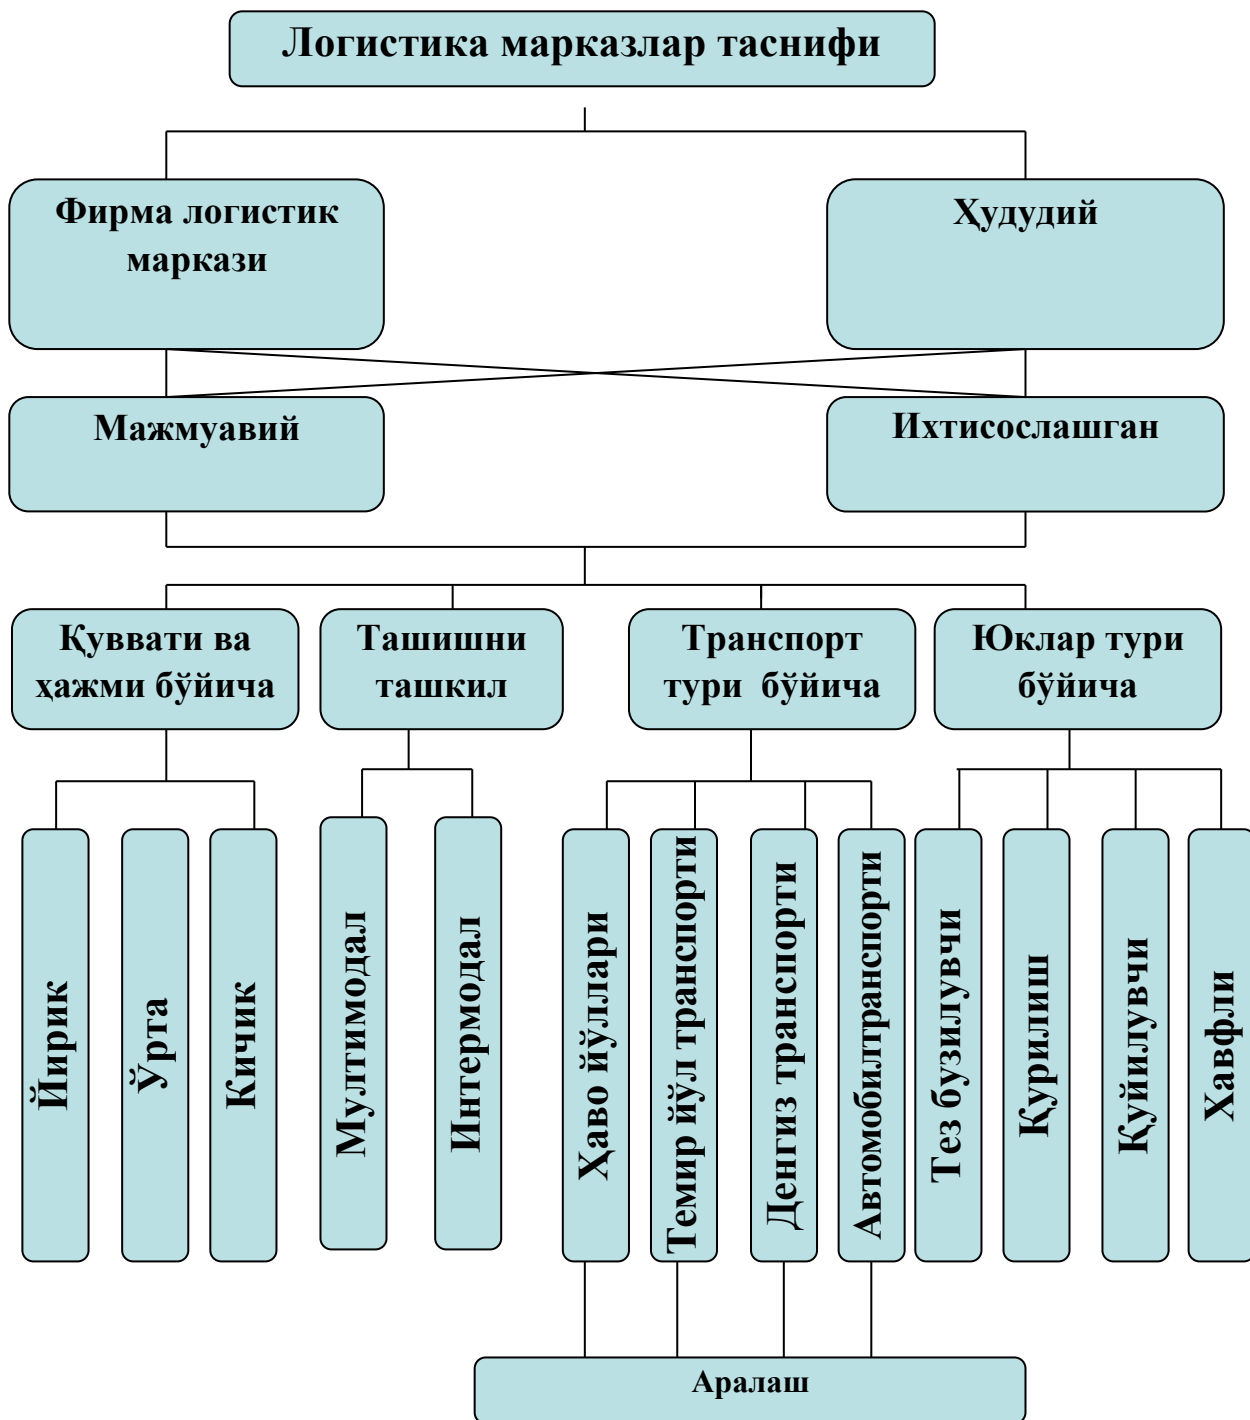 Логистика марказлар таснифи
Фирма логистик
маркази
Ҳудудий
Мажмуавий
Ихтисослашган
Қуввати ва
ҳажми бўйича
Ташишни
ташкил
Транспорт
тури бўйича
Юклар тури
бўйича
Йирик
Ўрта
Кичик
Мултимодал
Интермодал
Ҳаво йўллари
Темир йўл транспорти
Денгиз транспорти
Автомобилтранспорти
Тез бузилувчи
Қурилиш
Қуйилувчи
Хавфли
Аралаш